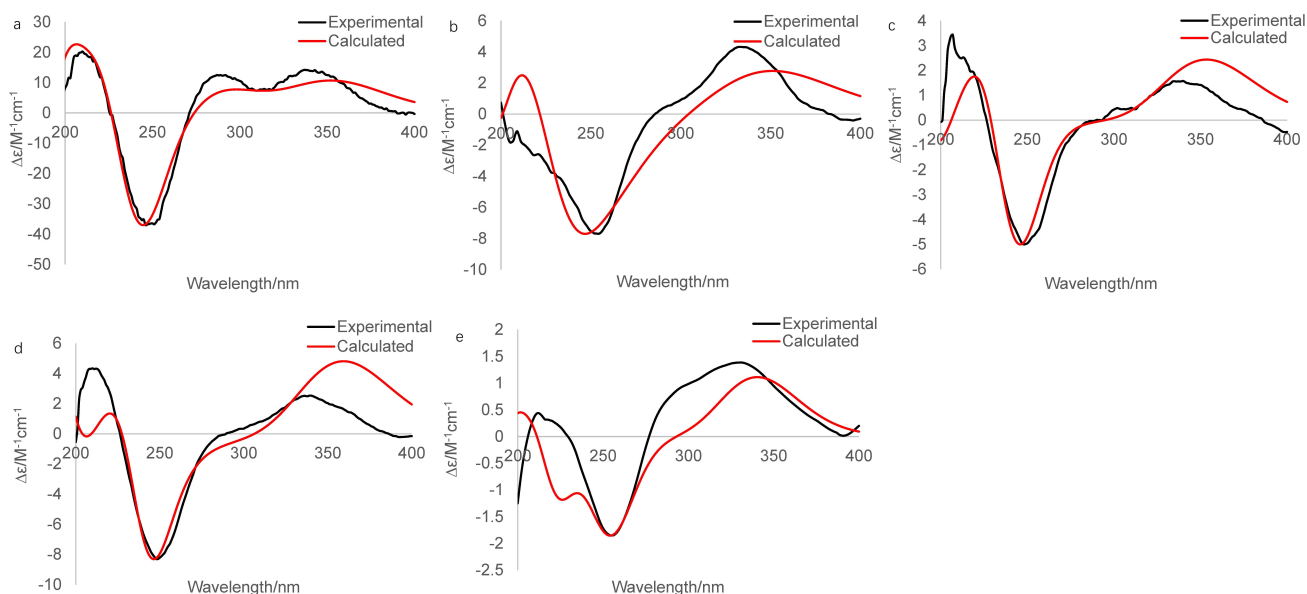 a
30
20
10
0
-10
-20
-30
-40
-50
200
250
300
350
400
Δε/M⁻¹cm⁻¹
Wavelength/nm
Experimental
Calculated
b
6
4
2
0
-2
-4
-6
-8
-10
200
250
300
350
400
Δε/M⁻¹cm⁻¹
Wavelength/nm
Experimental
Calculated
c
4
3
2
1
0
-1
-2
-3
-4
-5
-6
200
250
300
350
400
Δε/M⁻¹cm⁻¹
Wavelength/nm
Experimental
Calculated
d
6
4
2
0
-2
-4
-6
-8
-10
200
250
300
350
400
Δε/M⁻¹cm⁻¹
Wavelength/nm
Experimental
Calculated
e
2
1.5
1
0.5
0
-0.5
-1
-1.5
-2
-2.5
200
250
300
350
400
Δε/M⁻¹cm⁻¹
Wavelength/nm
Experimental
Calculated